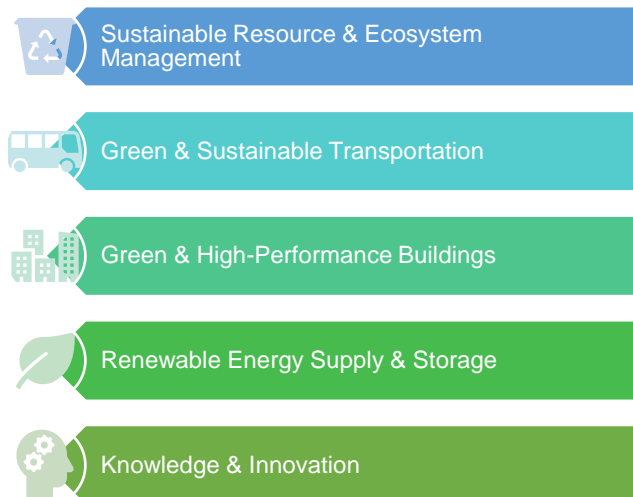 Sustainable Resource & Ecosystem
Management
Green & Sustainable Transportation
Green & High-Performance Buildings
Renewable Energy Supply & Storage
Knowledge & Innovation